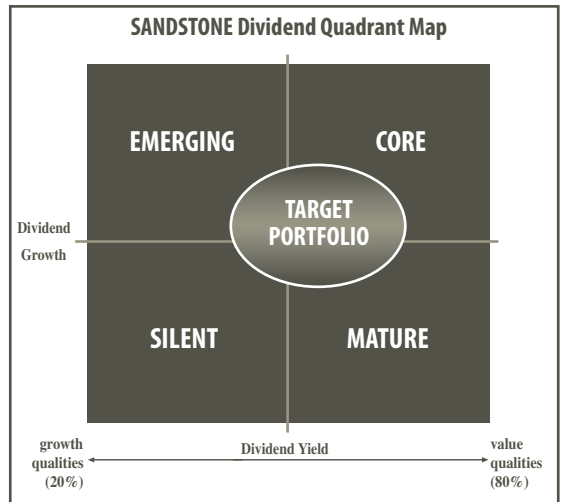 SANDSTONE Dividend Quadrant Map
EMERGING
CORE
TARGET
PORTFOLIO
Dividend
Growth
SILENT
MATURE
growth
qualities
(20%)
Dividend Yield
value
qualities
(80%)